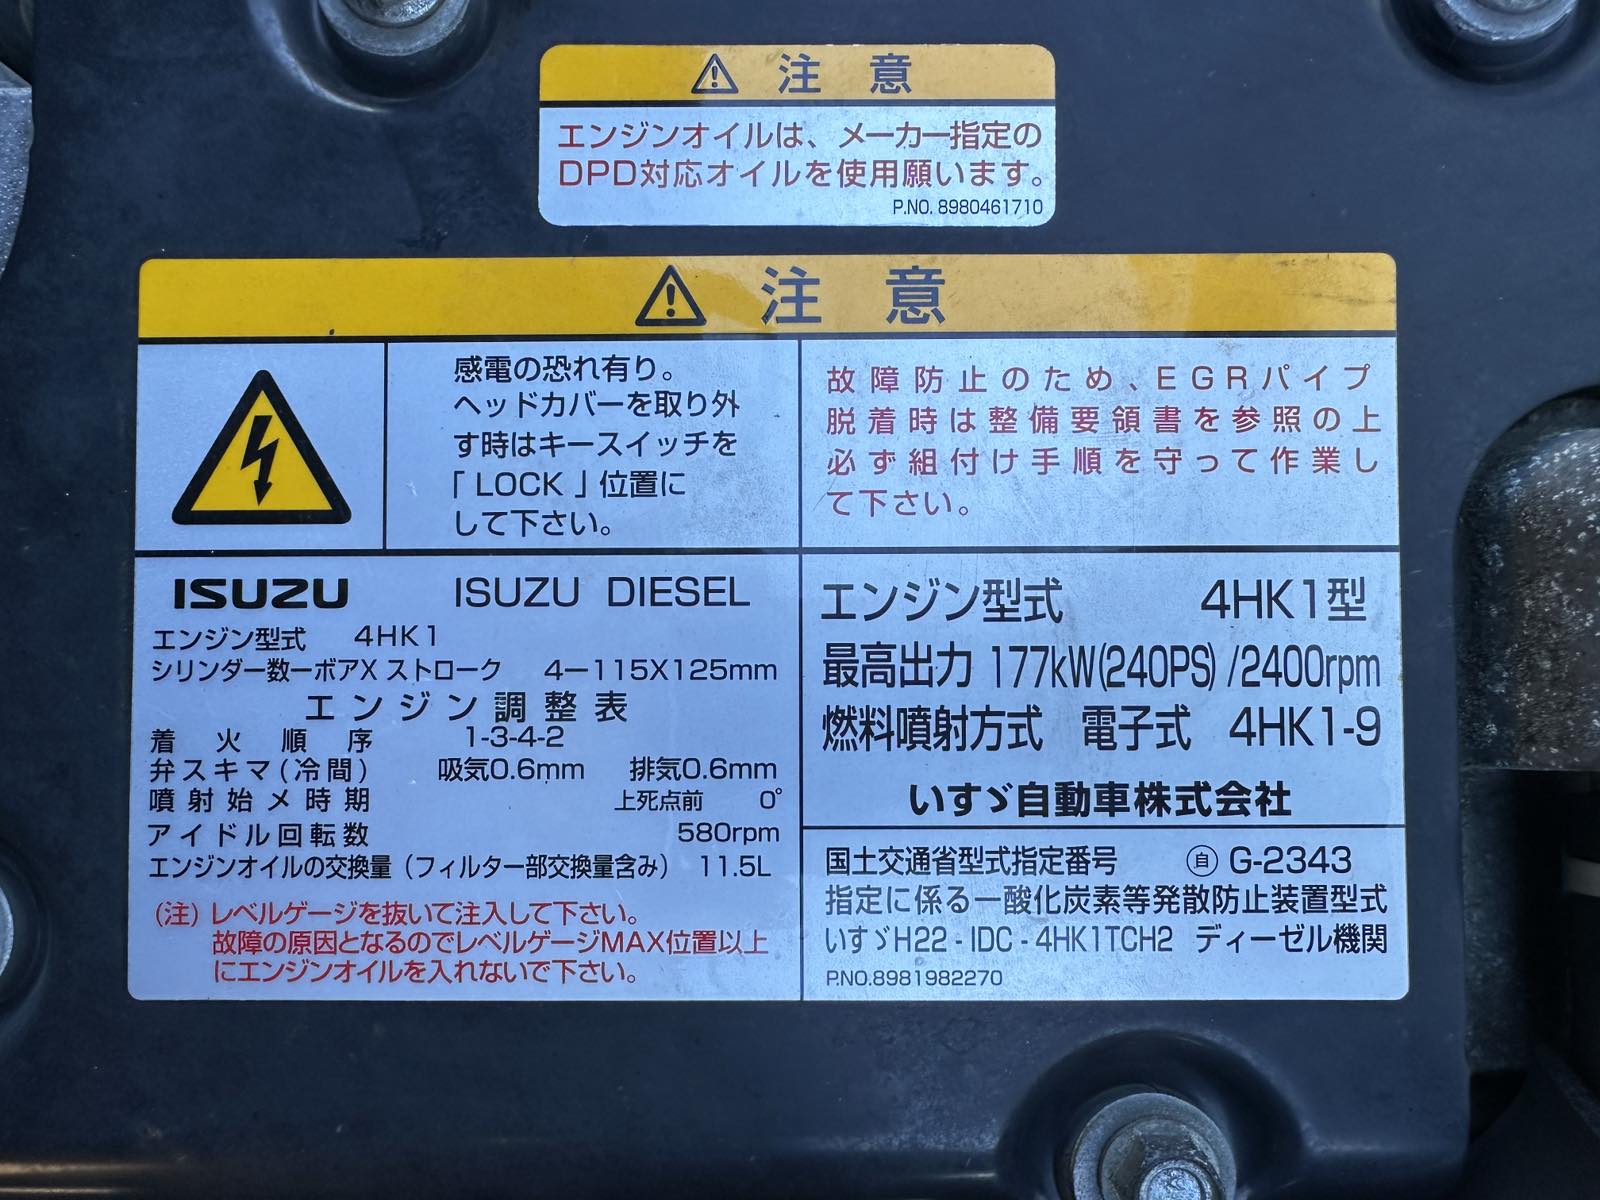 注意
エンジンオイルは、メーカー指定の
DPD対応オイルを使用願います。
P.NO. 8980461710
注意
感電の恐れ有り。
ヘッドカバーを取り外
す時はキースイッチを
「LOCK」位置に
して下さい。
故障防止のため、EGRパイプ
脱着時は整備要領書を参照の上
必ず組付け手順を守って作業し
て下さい。
ISUZU ISUZU DIESEL
エンジン型式 4HK1
シリンダー数ーボアX ストローク 4ー115X125mm
エンジン調整表
着火順序 1-3-4-2
弁スキマ(冷間) 吸気0.6mm 排気0.6mm
噴射始メ時期 上死点前 0°
アイドル回転数 580rpm
エンジンオイルの交換量(フィルター部交換量含み) 11.5L
(注) レベルゲージを抜いて注入して下さい。
故障の原因となるのでレベルゲージMAX位置以上
にエンジンオイルを入れないで下さい。
エンジン型式 4HK1型
最高出力 177kW(240PS)/2400rpm
燃料噴射方式 電子式 4HK1-9
いすゞ自動車株式会社
国土交通省型式指定番号 ㊂自 G-2343
指定に係る一酸化炭素等発散防止装置型式
いすゞH22-IDC-4HK1TCH2 ディーゼル機関
P.NO.8981982270